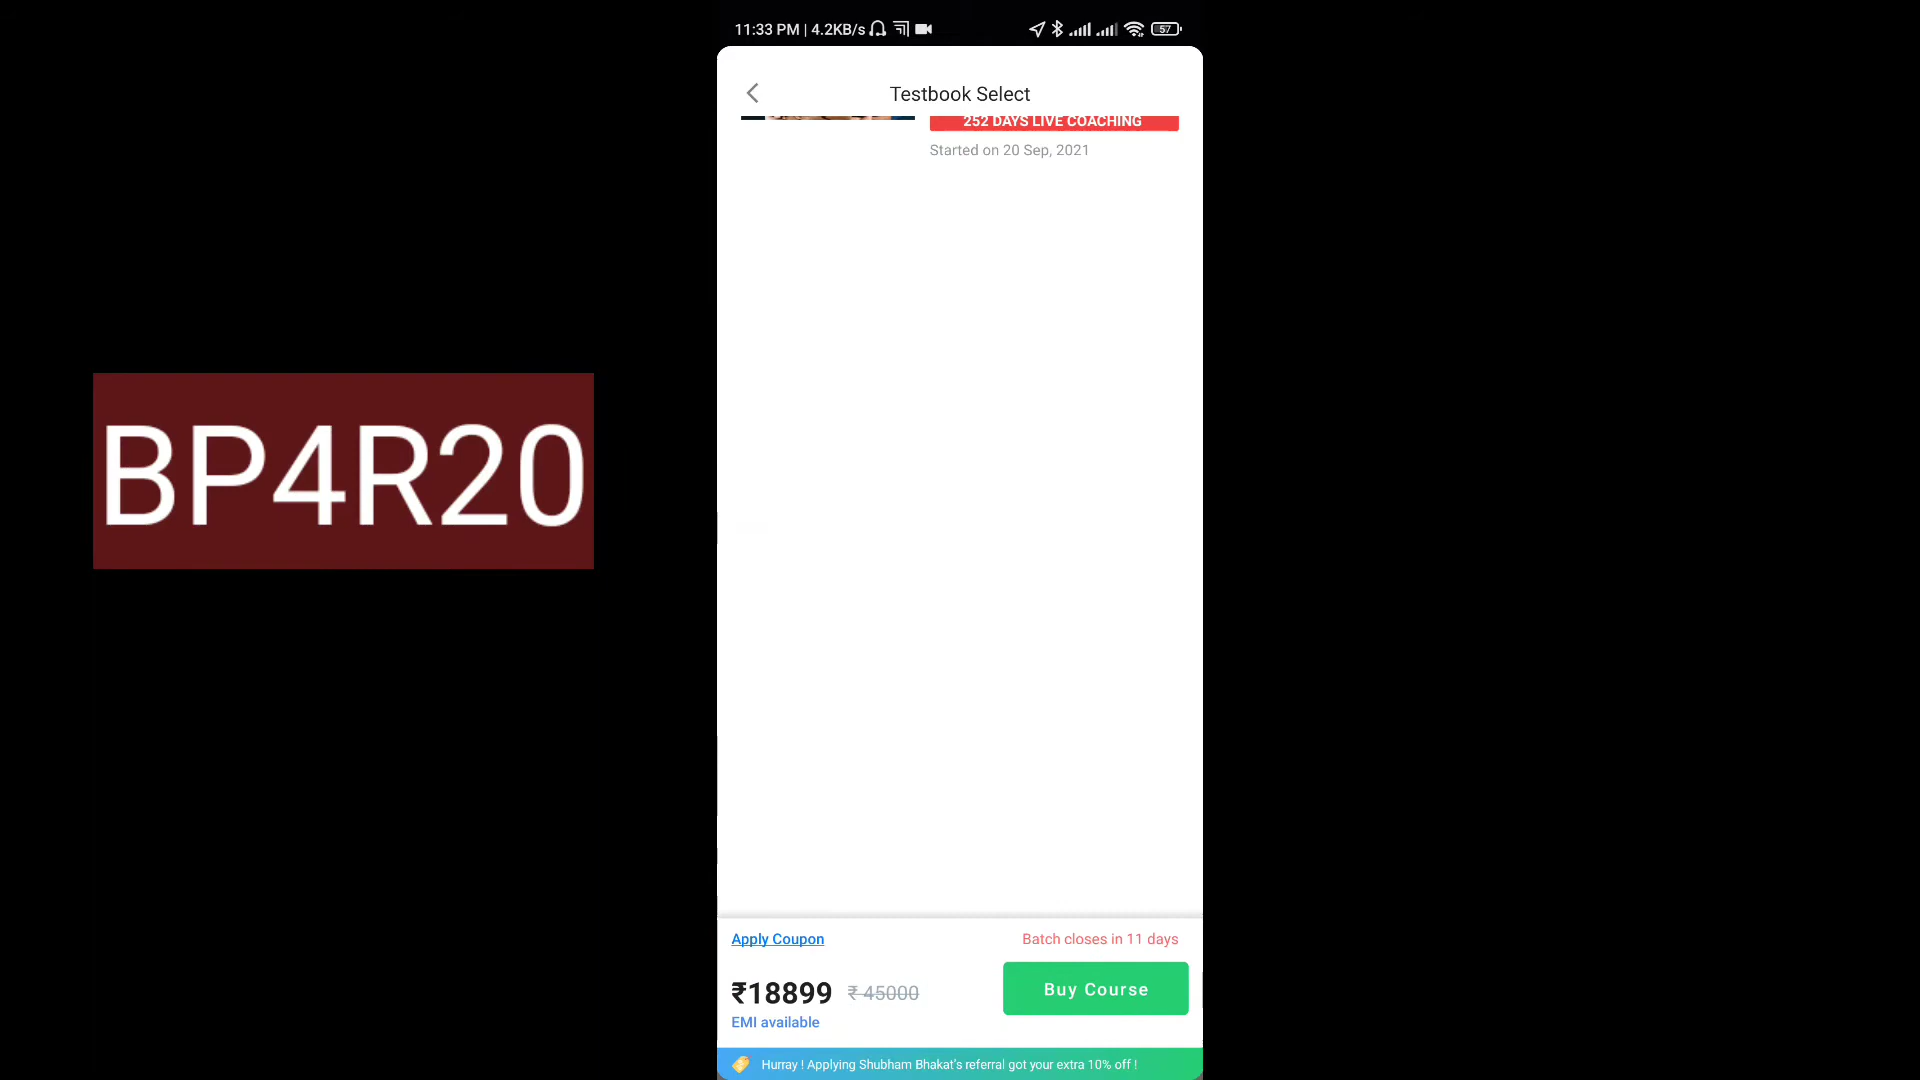 11:33 PM | 4.2KB/s
57
Testbook Select
252 DAYS LIVE COACHING
Started on 20 Sep, 2021
BP4R20
Apply Coupon
Batch closes in 11 days
₹18899 ₹ 45000
Buy Course
EMI available
Hurray ! Applying Shubham Bhakat's referral got your extra 10% off !